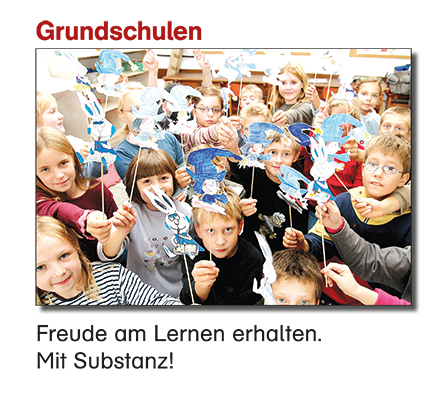 Grundschulen
Freude am Lernen erhalten.
Mit Substanz!